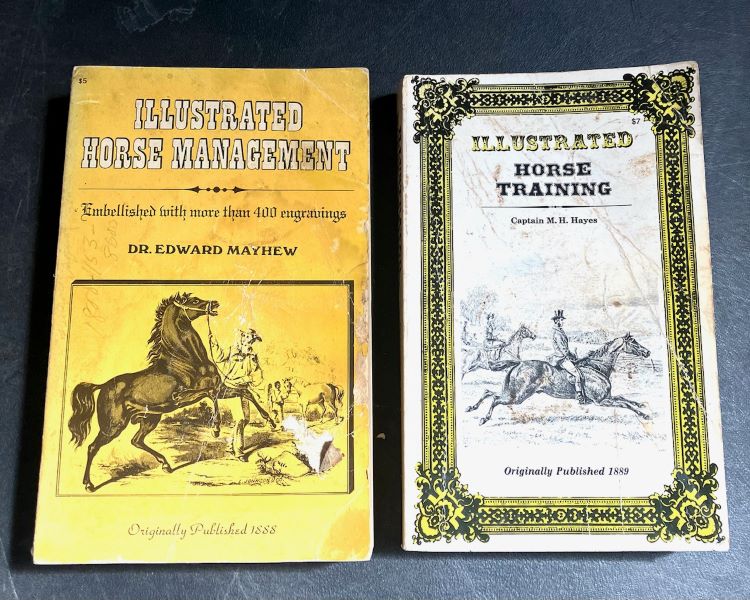 $5
ILLUSTRATED
HORSE MANAGEMENT
Embellished with more than 400 engravings
DR. EDWARD MAYHEW
Originally Published 1888
$7
ILLUSTRATED
HORSE
TRAINING
Captain M. H. Hayes
Originally Published 1889